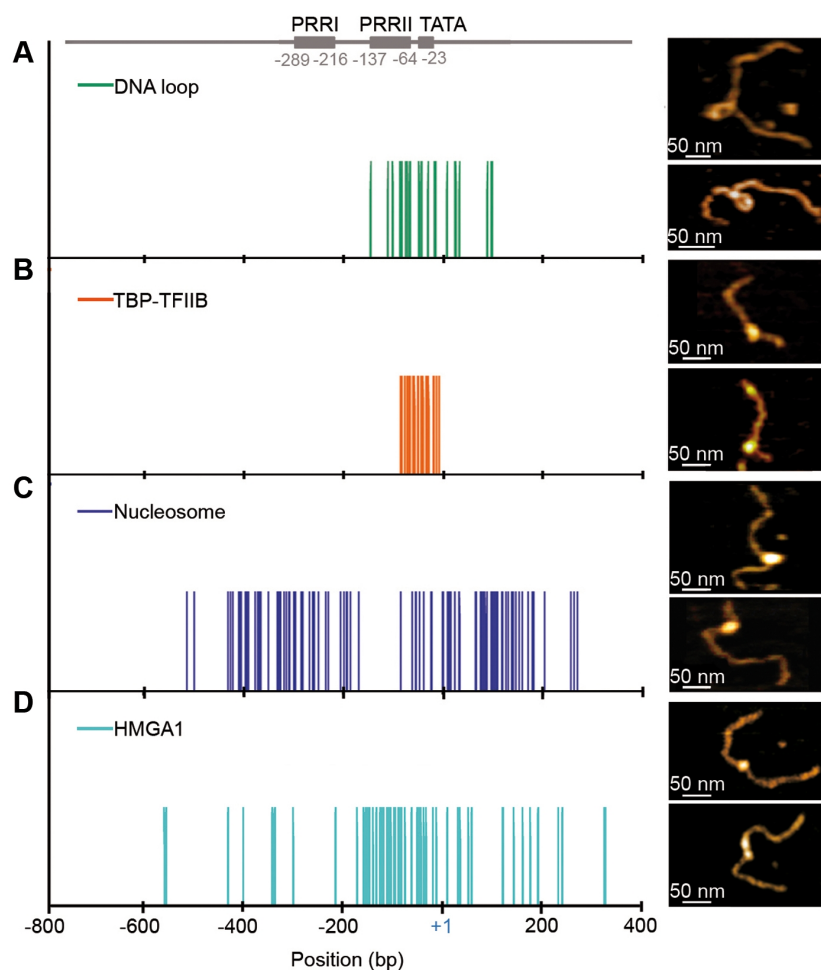 PRRI PRRII TATA
A
-289 -216 -137 -64 -23
DNA loop
50 nm
50 nm
B
TBP-TFIIB
50 nm
50 nm
C
Nucleosome
50 nm
50 nm
D
HMGA1
50 nm
50 nm
-800 -600 -400 -200 +1 200 400
Position (bp)